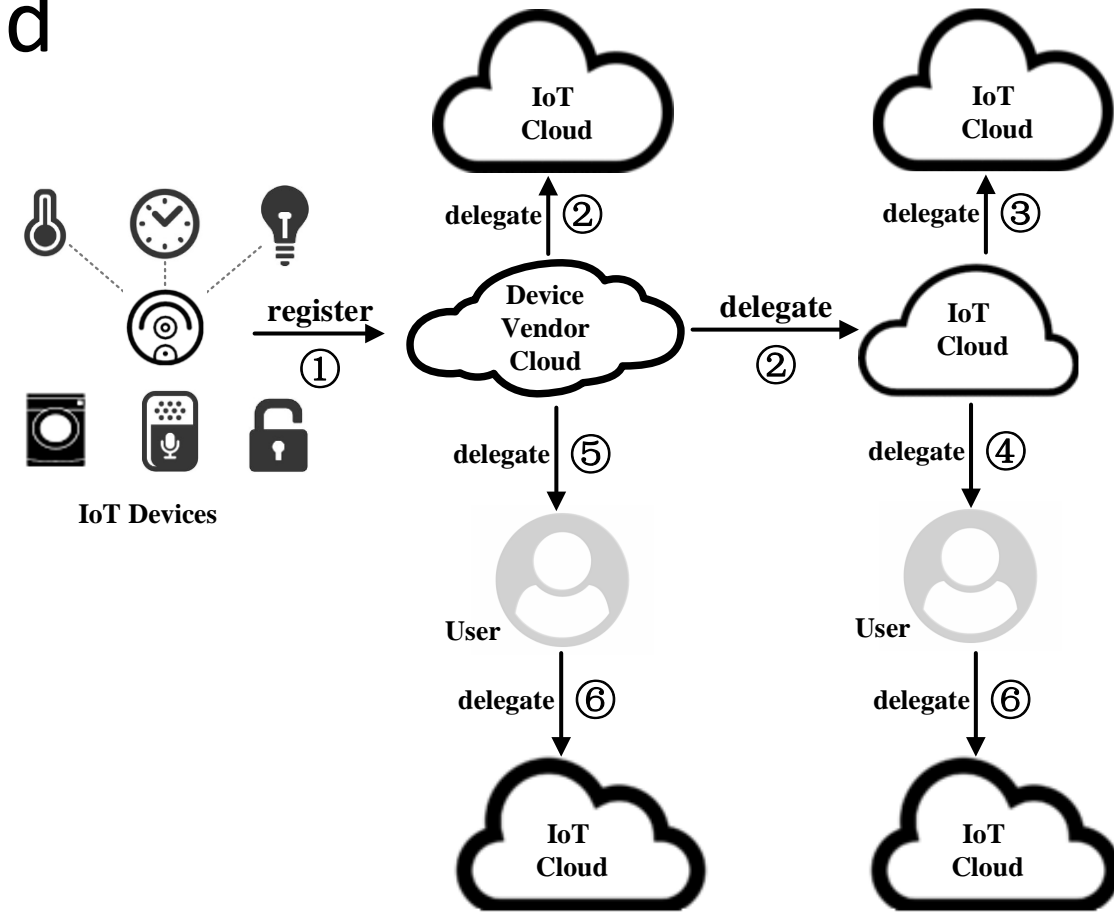 d
IoT
Cloud
IoT
Cloud
delegate ②
delegate ③
register
①
Device
Vendor
Cloud
delegate
②
IoT
Cloud
delegate ⑤
delegate ④
IoT Devices
User
User
delegate ⑥
delegate ⑥
IoT
Cloud
IoT
Cloud